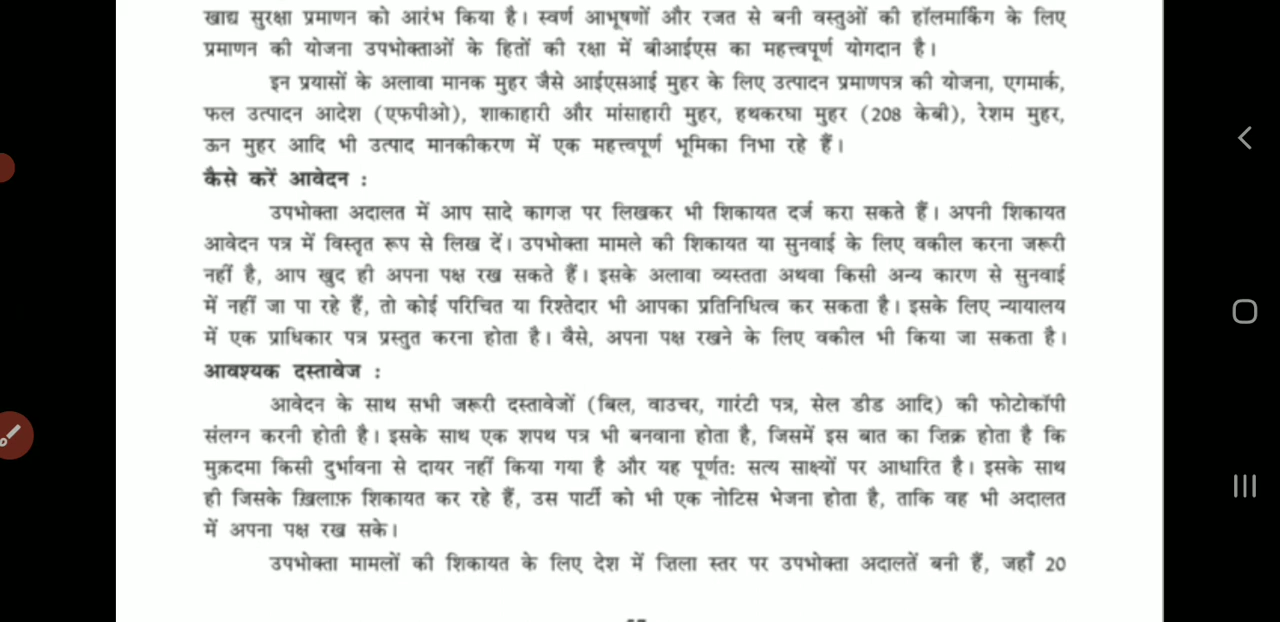 खाद्य सुरक्षा प्रमाणन को आरंभ किया है। स्वर्ण आभूषणों और रजत से बनी वस्तुओं की हॉलमार्किंग के लिए
प्रमाणन की योजना उपभोक्ताओं के हितों की रक्षा में बीआईएस का महत्त्वपूर्ण योगदान है।
इन प्रयासों के अलावा मानक मुहर जैसे आईएसआई मुहर के लिए उत्पादन प्रमाणपत्र की योजना, एगमार्क,
फल उत्पादन आदेश (एफपीओ), शाकाहारी और मांसाहारी मुहर, हथकरघा मुहर (208 केबी), रेशम मुहर,
ऊन मुहर आदि भी उत्पाद मानकीकरण में एक महत्त्वपूर्ण भूमिका निभा रहे हैं।
कैसे करें आवेदन :
उपभोक्ता अदालत में आप सादे कागज़ पर लिखकर भी शिकायत दर्ज करा सकते हैं। अपनी शिकायत
आवेदन पत्र में विस्तृत रूप से लिख दें। उपभोक्ता मामले की शिकायत या सुनवाई के लिए वकील करना जरूरी
नहीं है, आप खुद ही अपना पक्ष रख सकते हैं। इसके अलावा व्यस्तता अथवा किसी अन्य कारण से सुनवाई
में नहीं जा पा रहे हैं, तो कोई परिचित या रिश्तेदार भी आपका प्रतिनिधित्व कर सकता है। इसके लिए न्यायालय
में एक प्राधिकार पत्र प्रस्तुत करना होता है। वैसे, अपना पक्ष रखने के लिए वकील भी किया जा सकता है।
आवश्यक दस्तावेज :
आवेदन के साथ सभी जरूरी दस्तावेजों (बिल, वाउचर, गारंटी पत्र, सेल डीड आदि) की फोटोकॉपी
संलग्न करनी होती है। इसके साथ एक शपथ पत्र भी बनवाना होता है, जिसमें इस बात का ज़िक्र होता है कि
मुक़दमा किसी दुर्भावना से दायर नहीं किया गया है और यह पूर्णत: सत्य साक्ष्यों पर आधारित है। इसके साथ
ही जिसके ख़िलाफ़ शिकायत कर रहे हैं, उस पार्टी को भी एक नोटिस भेजना होता है, ताकि वह भी अदालत
में अपना पक्ष रख सके।
उपभोक्ता मामलों की शिकायत के लिए देश में ज़िला स्तर पर उपभोक्ता अदालतें बनी हैं, जहाँ 20